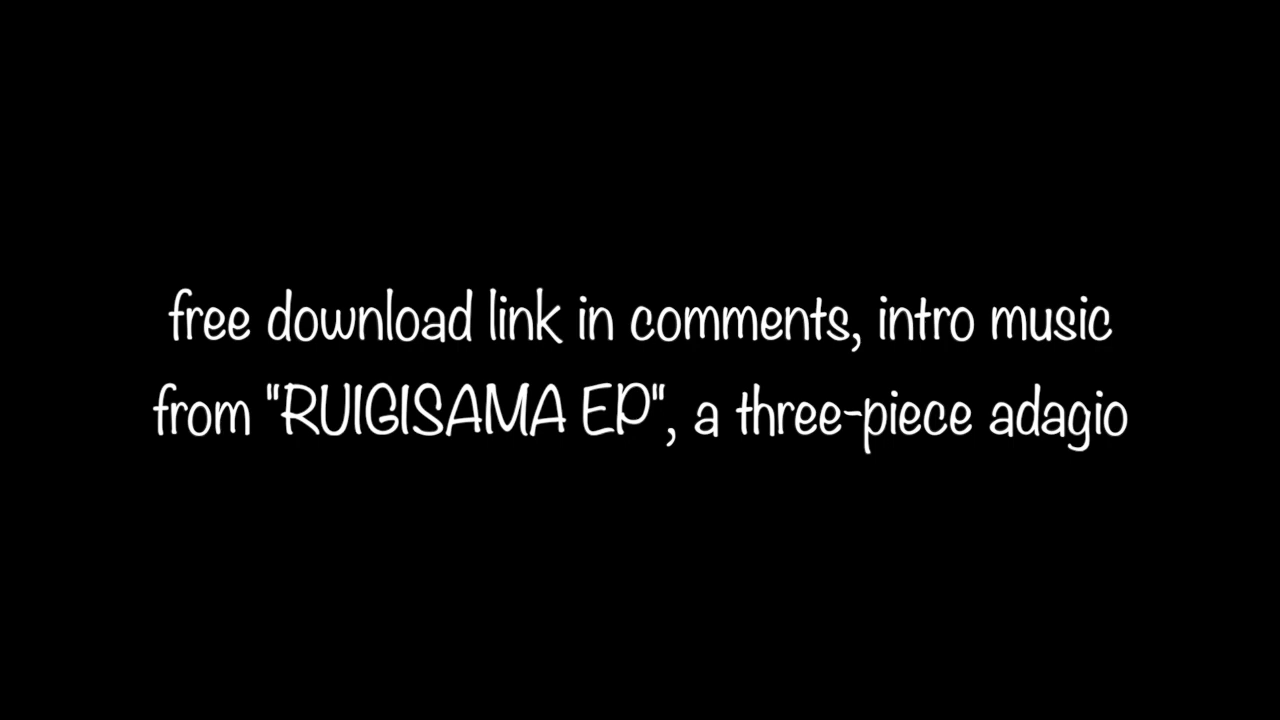 free download link in comments, intro music
from "RUIGISAMA EP", a three-piece adagio